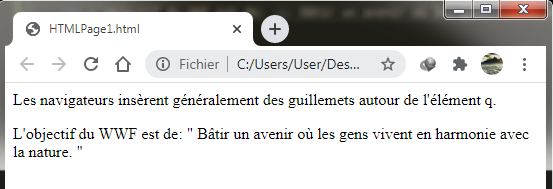 HTMLPage1.html
Fichier C:/Users/User/Des...
Les navigateurs insèrent généralement des guillemets autour de l'élément q.
L'objectif du WWF est de: " Bâtir un avenir où les gens vivent en harmonie avec
la nature. "